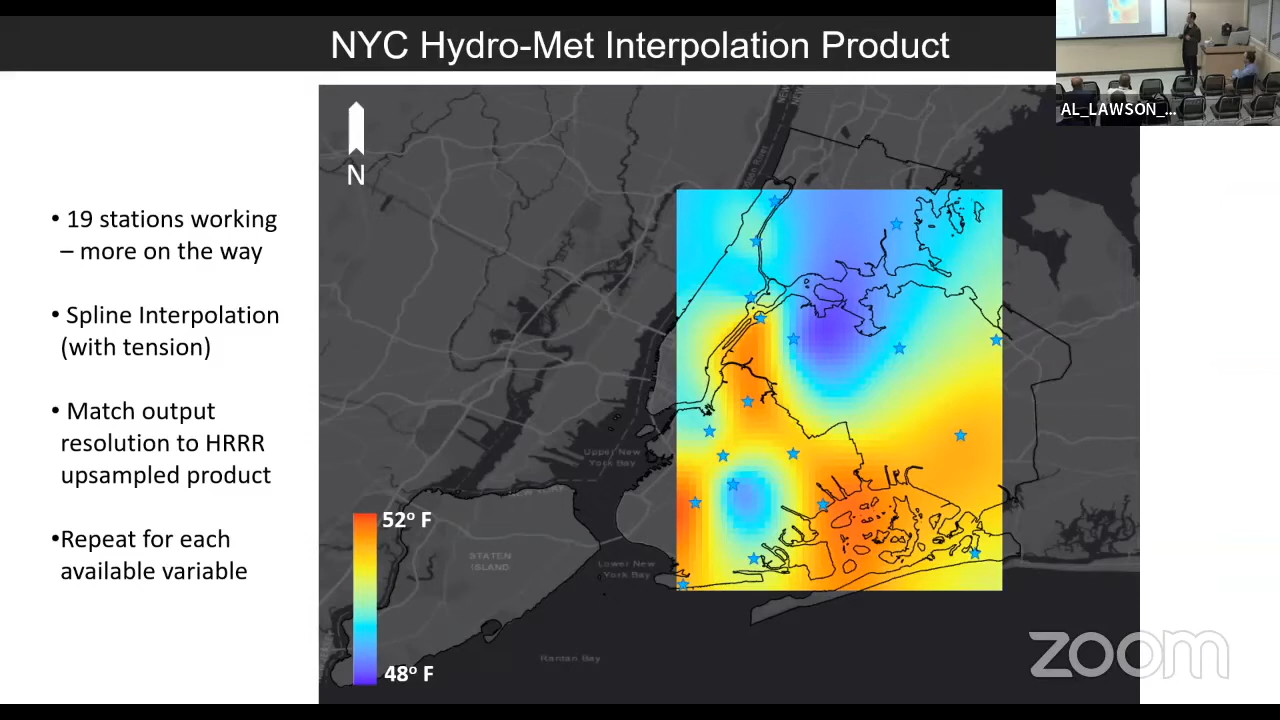 NYC Hydro-Met Interpolation Product
AL_LAWSON_...
N
• 19 stations working
– more on the way
• Spline Interpolation
(with tension)
• Match output
resolution to HRRR
upsampled product
•Repeat for each
available variable
52º F
48º F
Upper New
York Bay
STATEN
ISLAND
Lower New
York Bay
Raritan Bay
zoom